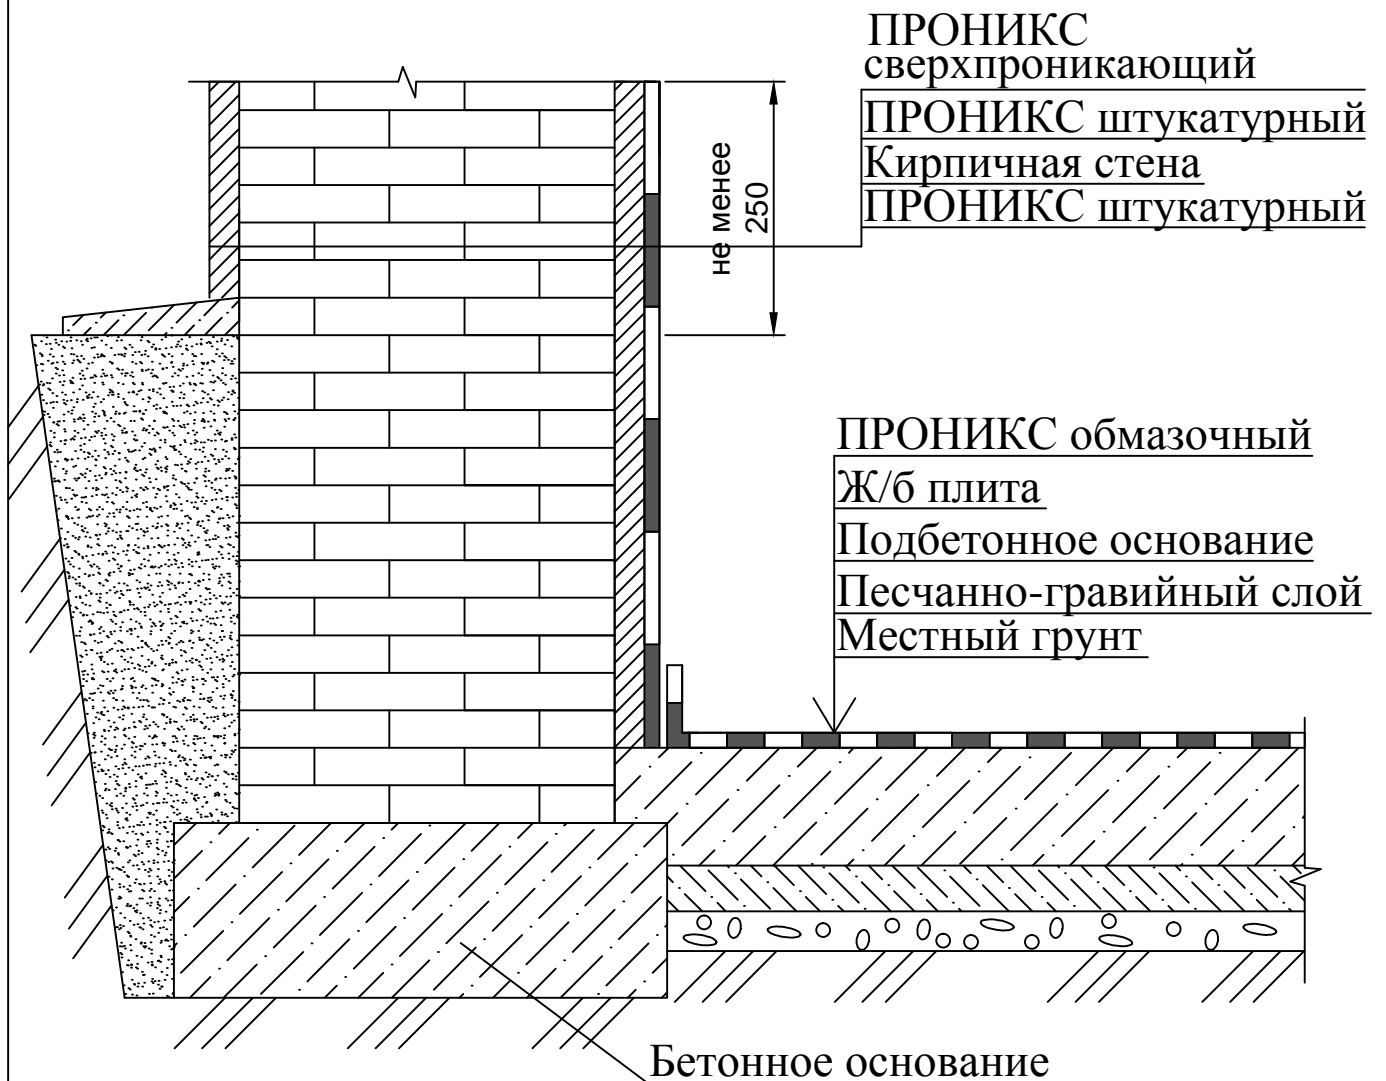 ПРОНИКС
сверхпроникающий
ПРОНИКС штукатурный
Кирпичная стена
ПРОНИКС штукатурный
не менее
250
ПРОНИКС обмазочный
Ж/б плита
Подбетонное основание
Песчанно-гравийный слой
Местный грунт
Бетонное основание